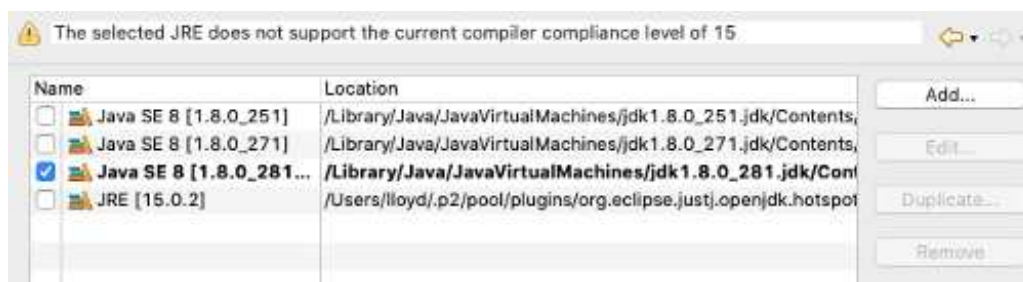 The selected JRE does not support the current compiler compliance level of 15
Name Location
Add...
Java SE 8 [1.8.0_251] /Library/Java/JavaVirtualMachines/jdk1.8.0_251.jdk/Contents,
Java SE 8 [1.8.0_271] /Library/Java/JavaVirtualMachines/jdk1.8.0_271.jdk/Contents,
Edit...
Java SE 8 [1.8.0_281... /Library/Java/JavaVirtualMachines/jdk1.8.0_281.jdk/Cont
JRE [15.0.2] /Users/lloyd/.p2/pool/plugins/org.eclipse.justj.openjdk.hotspot
Duplicate...
Remove